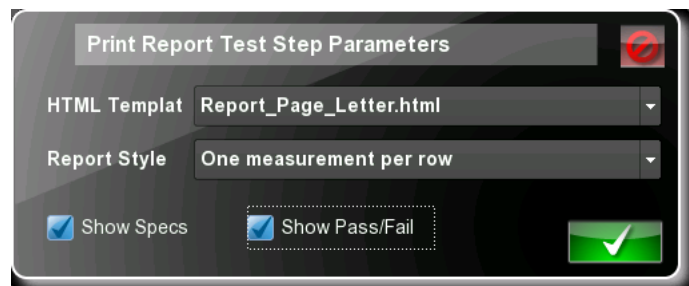 Print Report Test Step Parameters
HTML Templat Report_Page_Letter.html
Report Style One measurement per row
Show Specs Show Pass/Fail